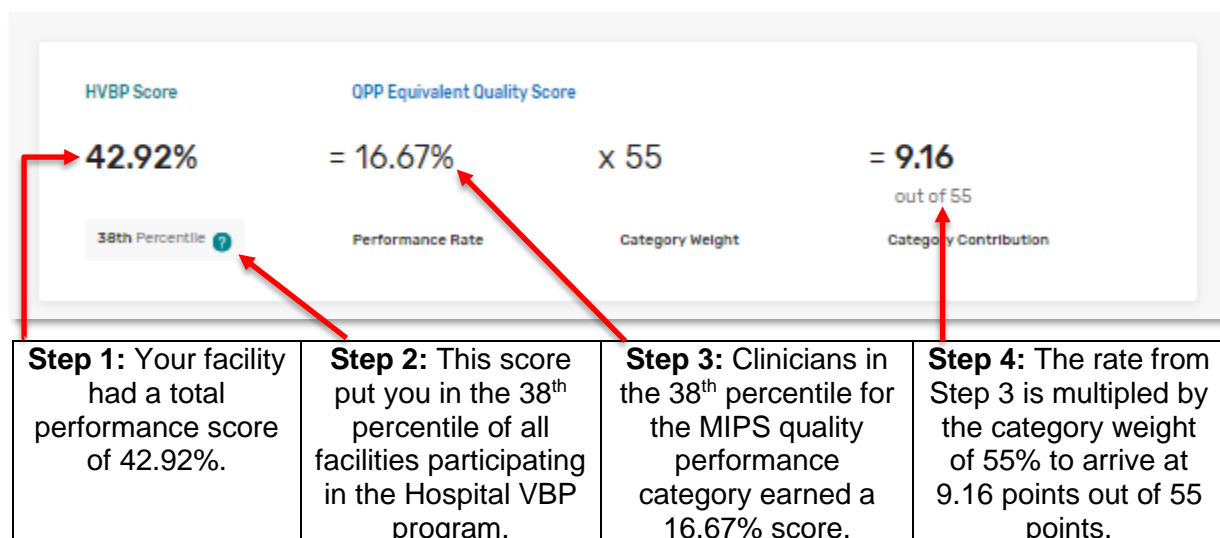 HVBP Score QPP Equivalent Quality Score
42.92% = 16.67% x 55 = 9.16
out of 55
38th Percentile ? Performance Rate Category Weight Category Contribution
Step 1: Your facility
had a total
performance score
of 42.92%.
Step 2: This score
put you in the 38th
percentile of all
facilities participating
in the Hospital VBP
program.
Step 3: Clinicians in
the 38th percentile for
the MIPS quality
performance
category earned a
16.67% score.
Step 4: The rate from
Step 3 is multipled by
the category weight
of 55% to arrive at
9.16 points out of 55
points.